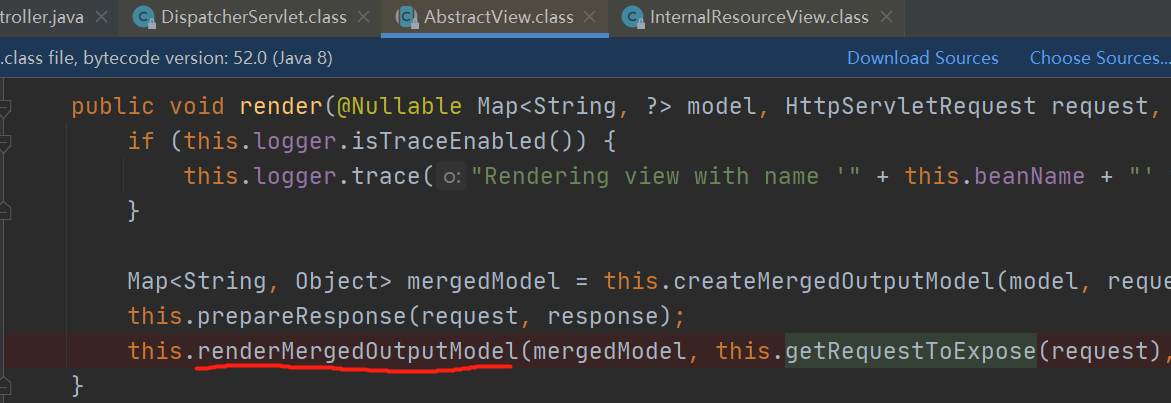 troller.java DispatcherServlet.class AbstractView.class InternalResourceView.class
.class file, bytecode version: 52.0 (Java 8) Download Sources Choose Sources...
public void render(@Nullable Map<String, ?> model, HttpServletRequest request,
if (this.logger.isTraceEnabled()) {
this.logger.trace( o: "Rendering view with name '" + this.beanName + "'
}
Map<String, Object> mergedModel = this.createMergedOutputModel(model, reque
this.prepareResponse(request, response);
this.renderMergedOutputModel(mergedModel, this.getRequestToExpose(request),
}